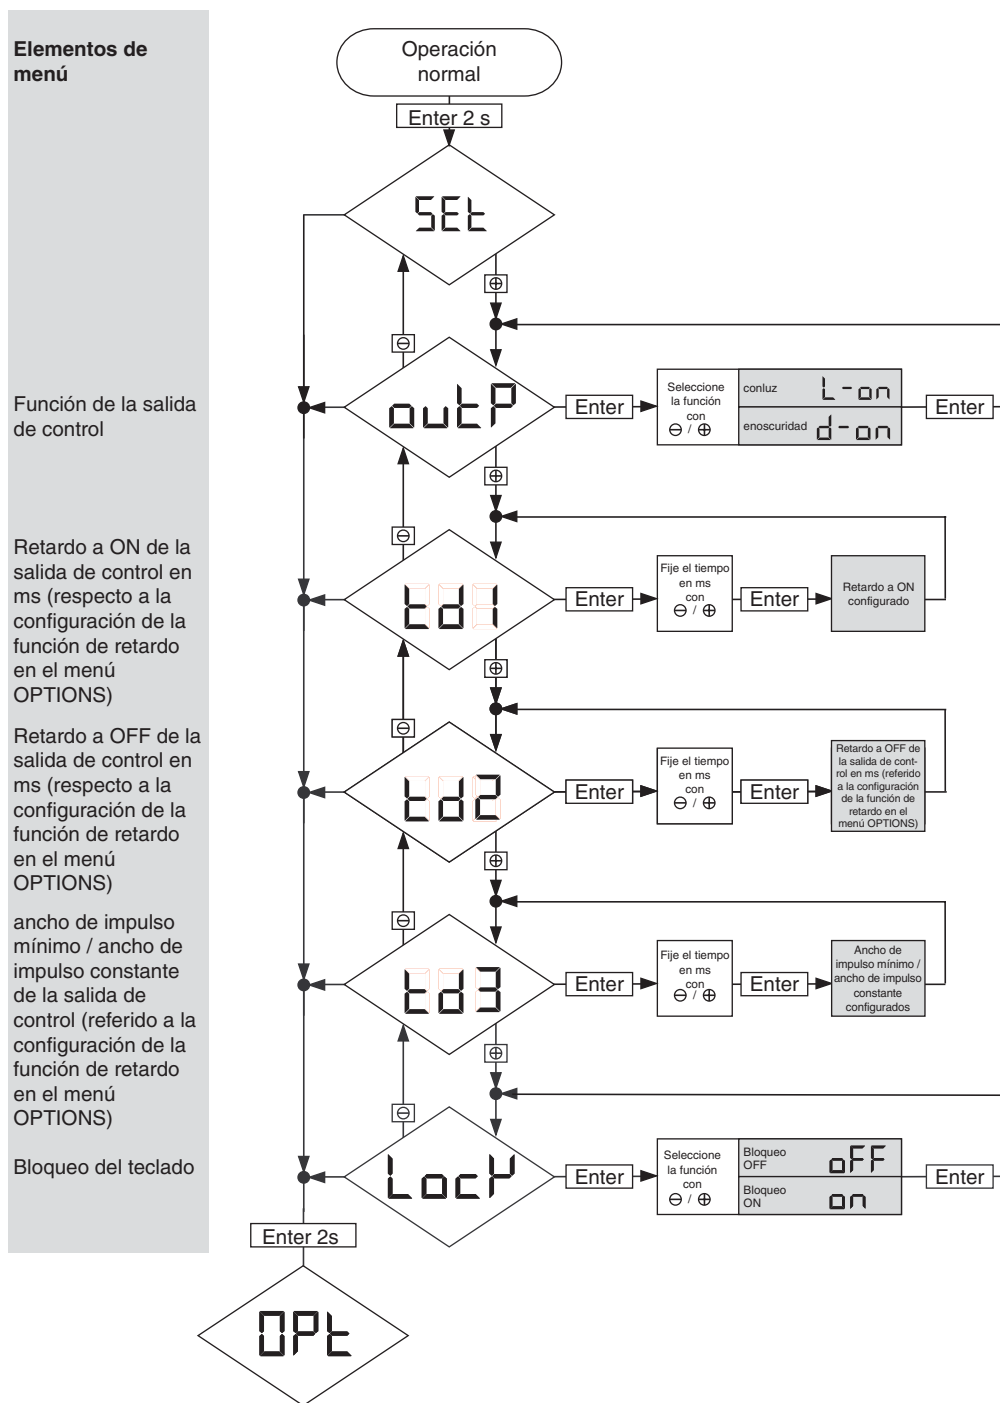 Elementos de
menú
Operación
normal
Enter 2 s
SEt
⊕
⊖
Función de la salida
de control
outP
Enter
Seleccione
la función
con
⊖ / ⊕
conluz
L-on
enoscuridad
d-on
Enter
⊕
⊖
Retardo a ON de la
salida de control en
ms (respecto a la
configuración de la
función de retardo
en el menú
OPTIONS)
td1
Enter
Fije el tiempo
en ms
con
⊖ / ⊕
Enter
Retardo a ON
configurado
⊕
⊖
Retardo a OFF de la
salida de control en
ms (respecto a la
configuración de la
función de retardo
en el menú
OPTIONS)
td2
Enter
Fije el tiempo
en ms
con
⊖ / ⊕
Enter
Retardo a OFF de
la salida de cont-
rol en ms (referido
a la configuración
de la función de
retardo en el
menú OPTIONS)
⊕
⊖
ancho de impulso
mínimo / ancho de
impulso constante
de la salida de
control (referido a la
configuración de la
función de retardo
en el menú
OPTIONS)
td3
Enter
Fije el tiempo
en ms
con
⊖ / ⊕
Enter
Ancho de
impulso mínimo /
ancho de impulso
constante
configurados
⊕
⊖
Bloqueo del teclado
LocK
Enter
Seleccione
la función
con
⊖ / ⊕
Bloqueo
OFF
oFF
Bloqueo
ON
on
Enter
Enter 2s
OPt